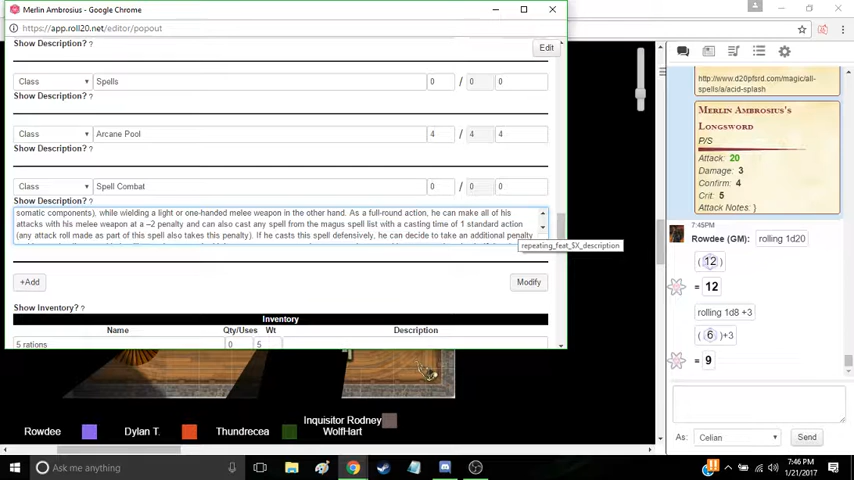 Merlin Ambrosius - Google Chrome
https://app.roll20.net/editor/popout
Show Description? ?
Edit
Class Spells 0 / 0 0
Show Description? ?
Class Arcane Pool 4 / 4 4
Show Description? ?
Class Spell Combat 0 / 0 0
Show Description? ?
somatic components), while wielding a light or one-handed melee weapon in the other hand. As a full-round action, he can make all of his
attacks with his melee weapon at a –2 penalty and can also cast any spell from the magus spell list with a casting time of 1 standard action
(any attack roll made as part of this spell also takes this penalty). If he casts this spell defensively, he can decide to take an additional penalty
repeating_feat_$X_description
+Add
Modify
Show Inventory? ?
Inventory
Name Qty/Uses Wt Description
5 rations 0 5
Rowdee
Dylan T.
Thundrecea
Inquisitor Rodney
WolfHart
http://www.d20pfsrd.com/magic/all-
spells/a/acid-splash
Merlin Ambrosius's
Longsword
P/S
Attack: 20
Damage: 3
Confirm: 4
Crit: 5
Attack Notes: }
7:45PM
Rowdee (GM): rolling 1d20
(12)
= 12
rolling 1d8 +3
(6)+3
= 9
As: Celian
Send
Ask me anything
7:46 PM
1/21/2017